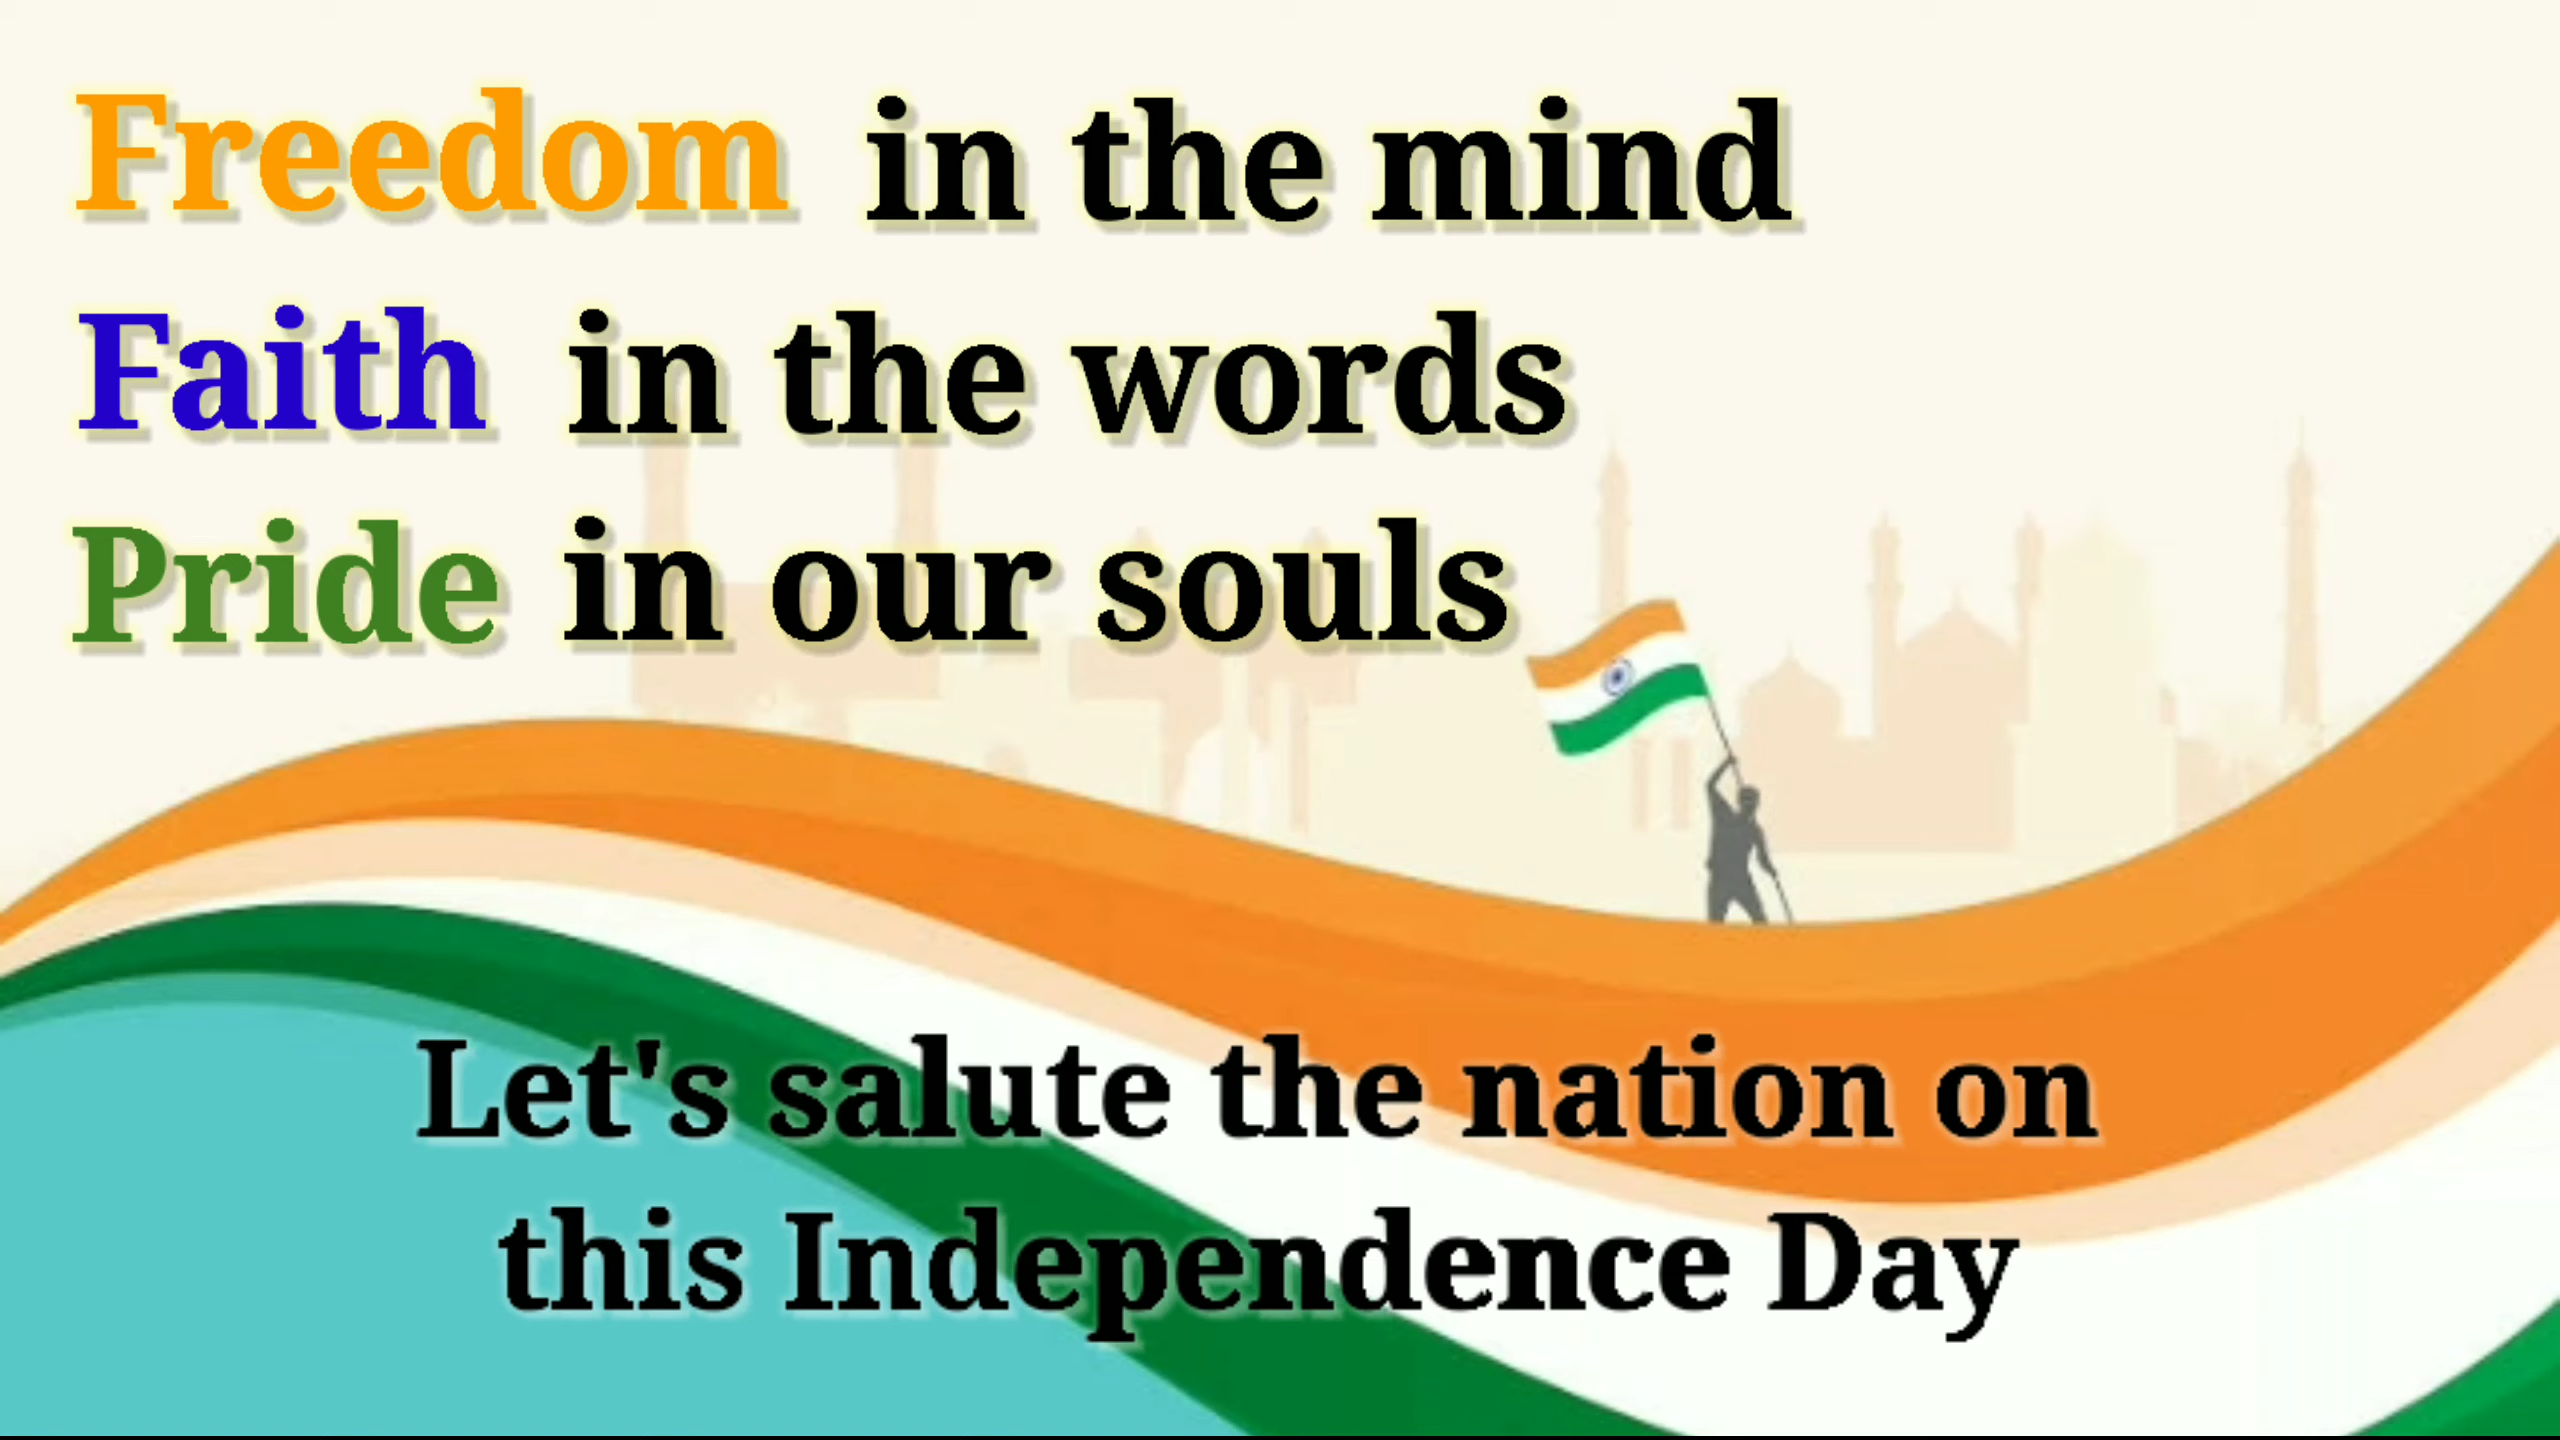 Freedom in the mind
Faith in the words
Pride in our souls
Let's salute the nation on
this Independence Day